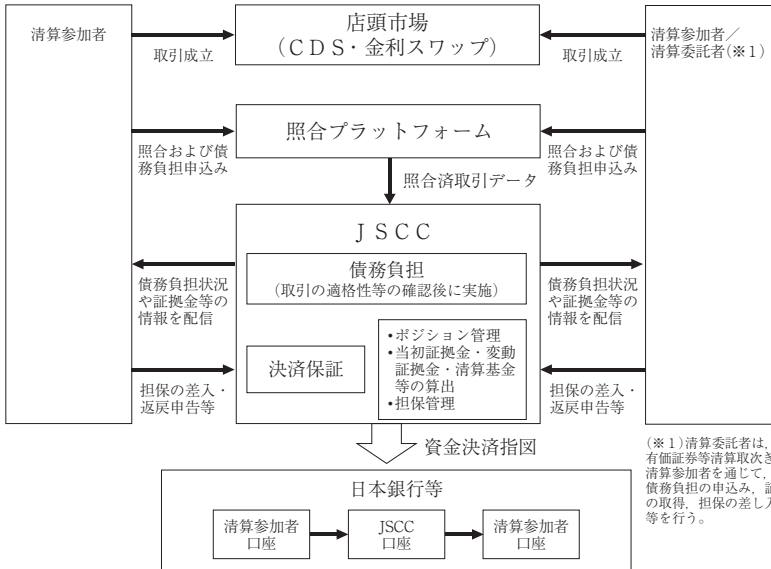 清算参加者
店頭市場
（ＣＤＳ・金利スワップ）
清算参加者／
清算委託者(※１)
取引成立
取引成立
照合プラットフォーム
照合および債
務負担申込み
照合および債
務負担申込み
照合済取引データ
ＪＳＣＣ
債務負担
（取引の適格性等の確認後に実施）
債務負担状況
や証拠金等の
情報を配信
債務負担状況
や証拠金等の
情報を配信
決済保証
•ポジション管理
•当初証拠金・変動
証拠金・清算基金
等の算出
•担保管理
担保の差入・
返戻申告等
担保の差入・
返戻申告等
資金決済指図
(※１)清算委託者は，
有価証券等清算取次ぎ
清算参加者を通じて，
債務負担の申込み，
の取得，担保の差し
等を行う。
日本銀行等
清算参加者
口座
JSCC
口座
清算参加者
口座